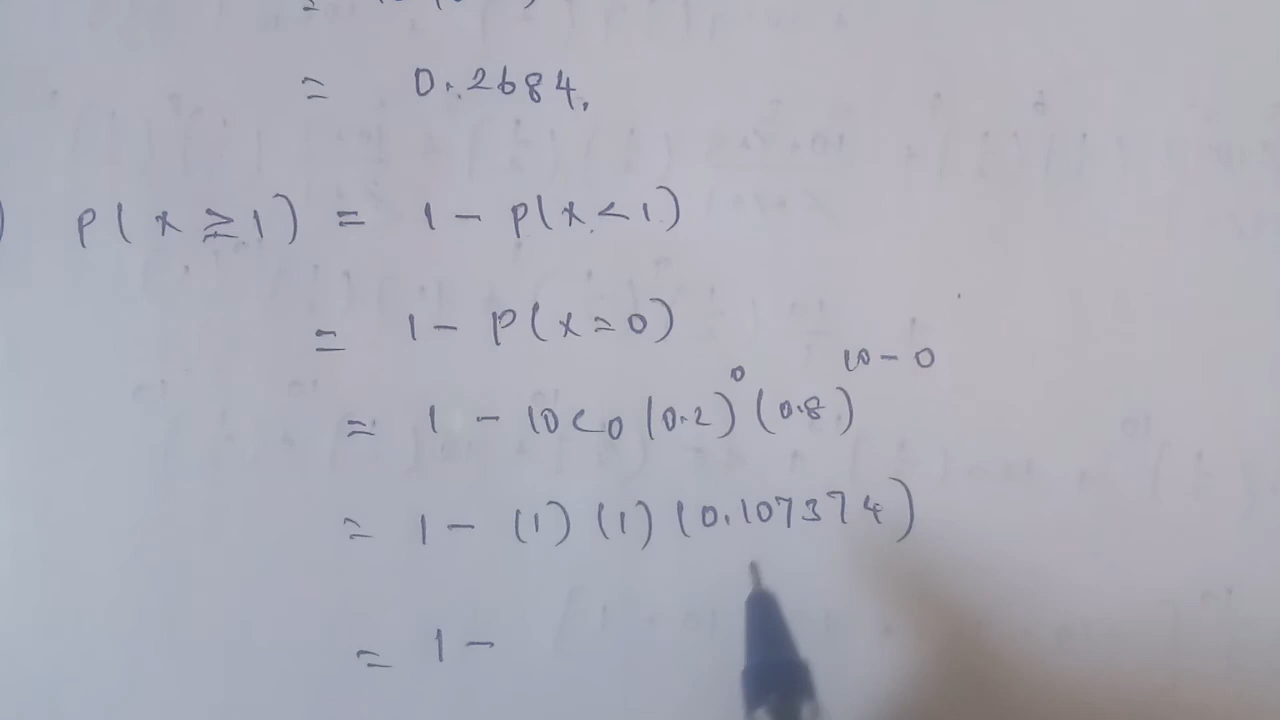 = 0.2684.
) P(x ≥ 1) = 1 - P(x < 1)
= 1 - P(x = 0)
= 1 - 10C0 (0.2)^0 (0.8)^10-0
= 1 - (1) (1) (0.107374)
= 1 -